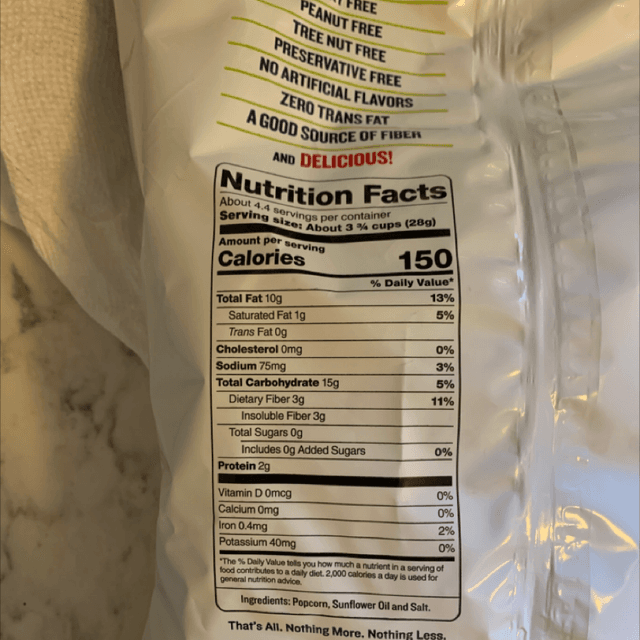 FREE
PEANUT FREE
TREE NUT FREE
PRESERVATIVE FREE
NO ARTIFICIAL FLAVORS
ZERO TRANS FAT
A GOOD SOURCE OF FIBER
AND DELICIOUS!
Nutrition Facts
About 4.4 servings per container
Serving size: About 3 ¾ cups (28g)
Amount per serving
Calories 150
% Daily Value*
Total Fat 10g 13%
Saturated Fat 1g 5%
Trans Fat 0g
Cholesterol 0mg 0%
Sodium 75mg 3%
Total Carbohydrate 15g 5%
Dietary Fiber 3g 11%
Insoluble Fiber 3g
Total Sugars 0g
Includes 0g Added Sugars 0%
Protein 2g
Vitamin D 0mcg 0%
Calcium 0mg 0%
Iron 0.4mg 2%
Potassium 40mg 0%
*The % Daily Value tells you how much a nutrient in a serving of
food contributes to a daily diet. 2,000 calories a day is used for
general nutrition advice.
Ingredients: Popcorn, Sunflower Oil and Salt.
That's All. Nothing More. Nothing Less.